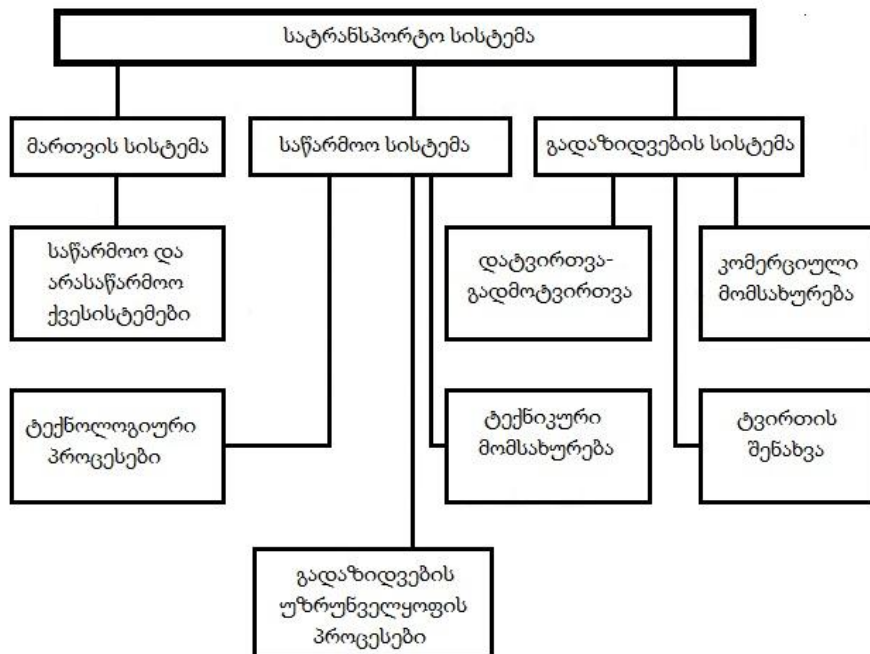 სატრანსპორტო სისტემა
მართვის სისტემა
საწარმოო სისტემა
გადაზიდვების სისტემა
საწარმოო და
არასაწარმოო
ქვესისტემები
დატვირთვა-
გადმოტვირთვა
კომერციული
მომსახურება
ტექნოლოგიური
პროცესები
ტექნიკური
მომსახურება
ტვირთის
შენახვა
გადაზიდვების
უზრუნველყოფის
პროცესები